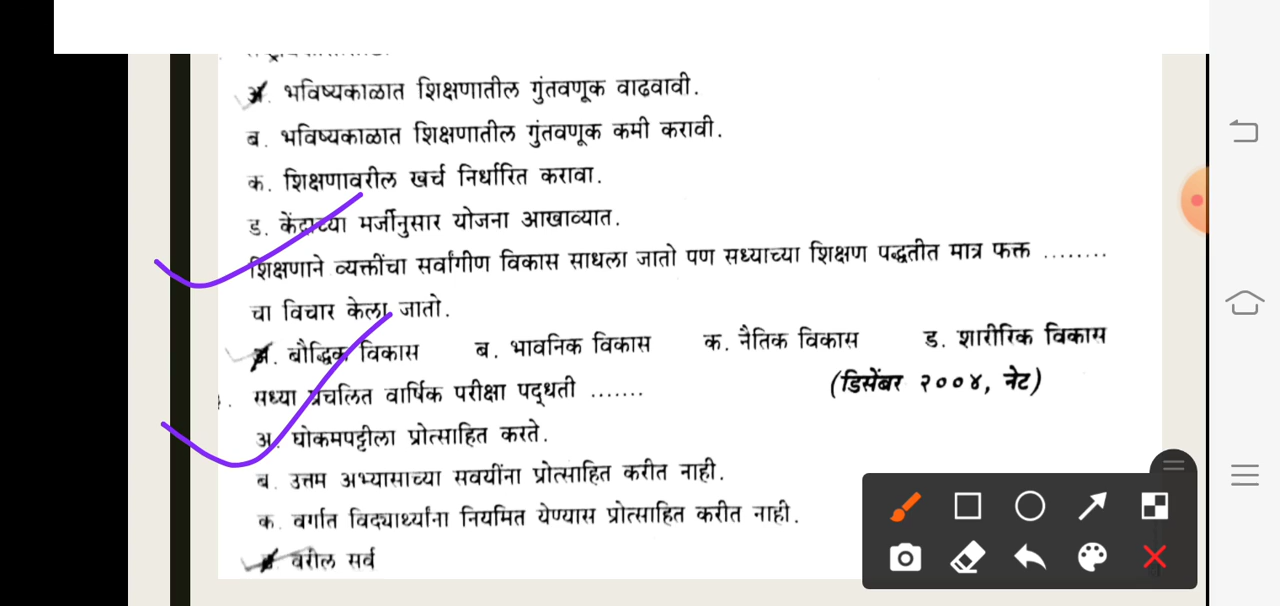 अ. भविष्यकाळात शिक्षणातील गुंतवणूक वाढवावी.
ब. भविष्यकाळात शिक्षणातील गुंतवणूक कमी करावी.
क. शिक्षणावरील खर्च निर्धारित करावा.
ड. केंद्राच्या मर्जीनुसार योजना आखाव्यात.
शिक्षणाने व्यक्तींचा सर्वांगीण विकास साधला जातो पण सध्याच्या शिक्षण पद्धतीत मात्र फक्त ........
चा विचार केला जातो.
अ. बौद्धिक विकास ब. भावनिक विकास क. नैतिक विकास ड. शारीरिक विकास
सध्या प्रचलित वार्षिक परीक्षा पद्धती ....... (डिसेंबर २००४, नेट)
अ. घोकमपट्टीला प्रोत्साहित करते.
ब. उत्तम अभ्यासाच्या सवयींना प्रोत्साहित करीत नाही.
क. वर्गात विद्यार्थ्यांना नियमित येण्यास प्रोत्साहित करीत नाही.
ड वरील सर्व